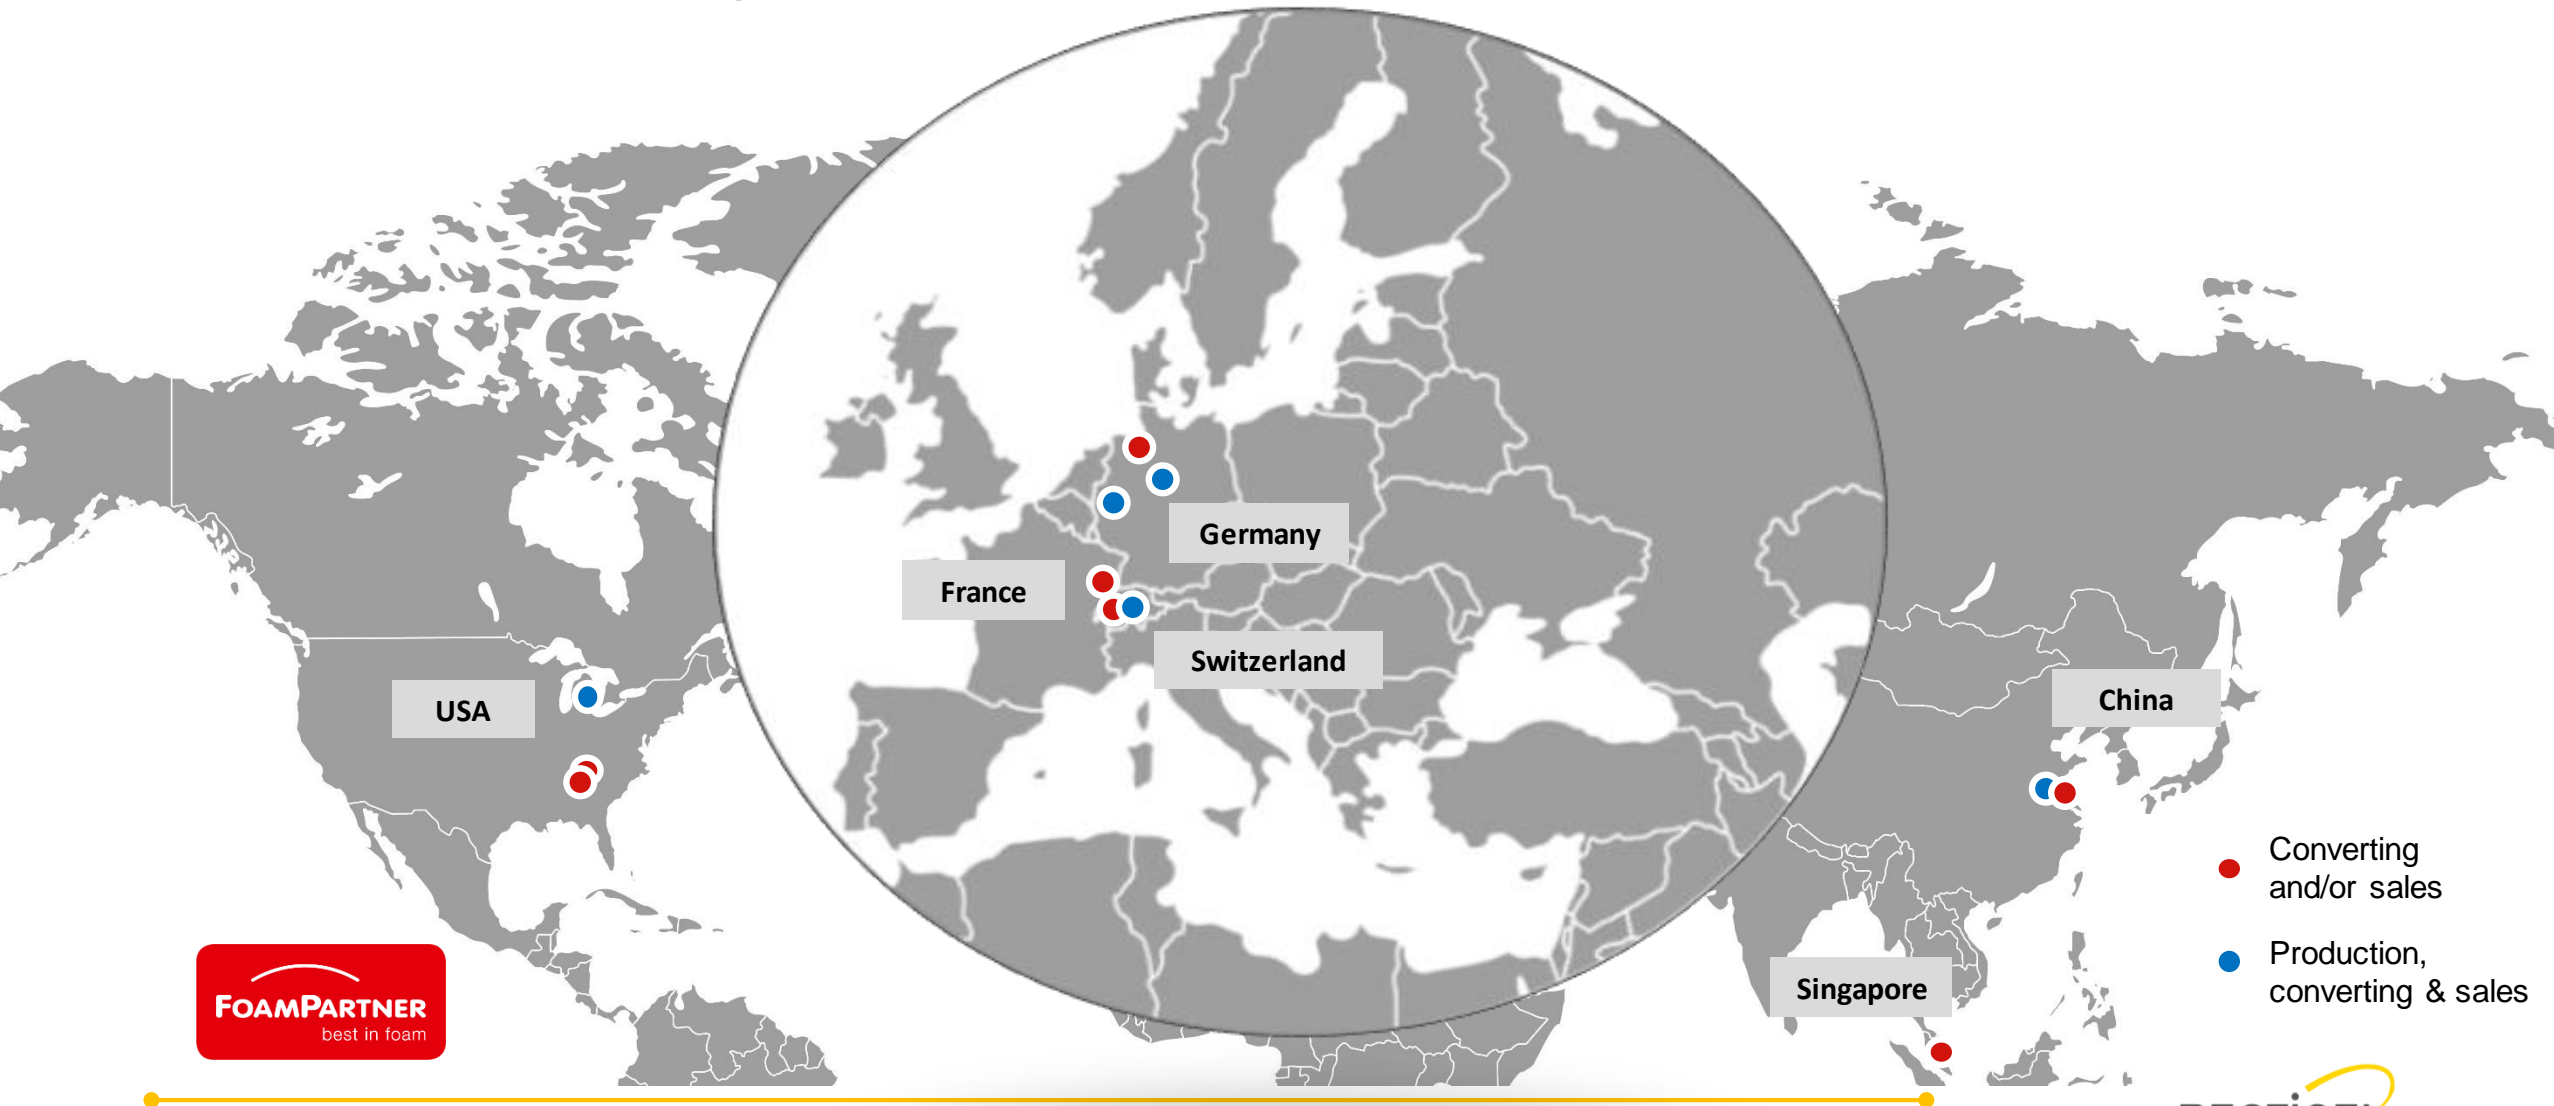 Germany
France
Switzerland
USA
China
Converting
and/or sales
Production,
converting & sales
Singapore
FOAMPARTNER
best in foam